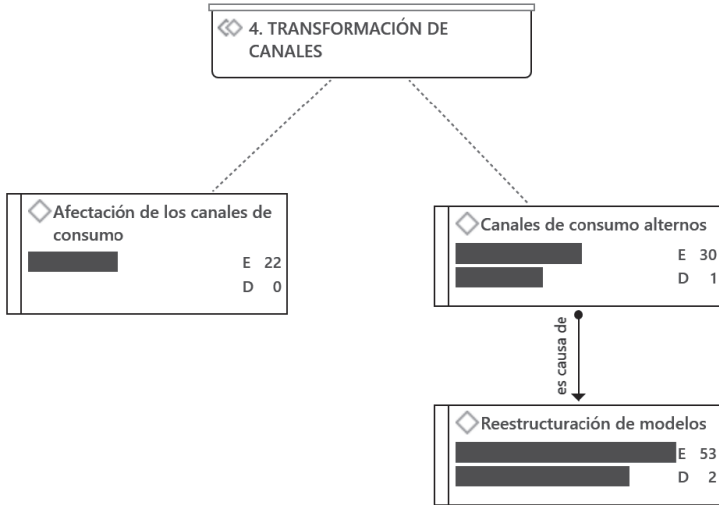 4. TRANSFORMACIÓN DE
CANALES
Afectación de los canales de
consumo
E 22
D 0
Canales de consumo alternos
E 30
D 1
es causa de
Reestructuración de modelos
E 53
D 2